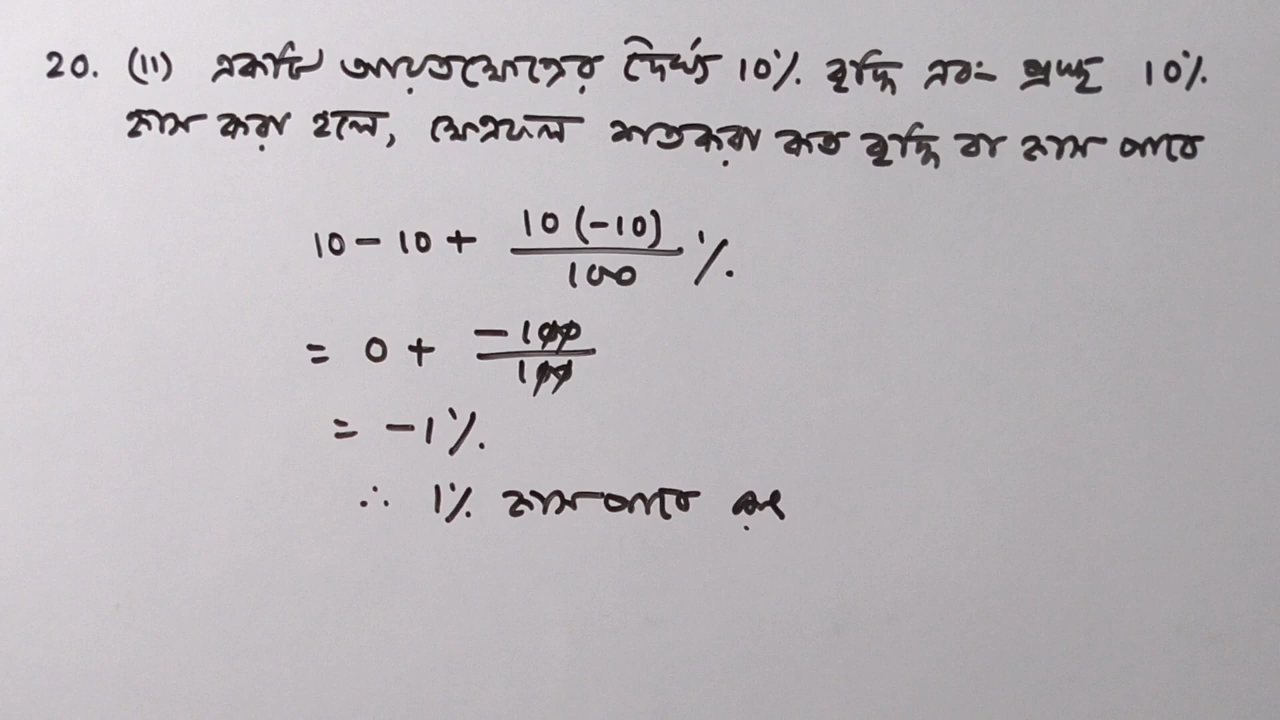 20. (11) একটি আয়তক্ষেত্রের দৈর্ঘ্য 10% বৃদ্ধি এবং প্রস্থ 10%
হ্রাস করা হলে, ক্ষেত্রফল শতকরা কত বৃদ্ধি বা হ্রাস পাবে
10 - 10 + 10 (-10) / 100 %
= 0 + -100 / 100
= -1%
∴ 1% হ্রাস পাবে